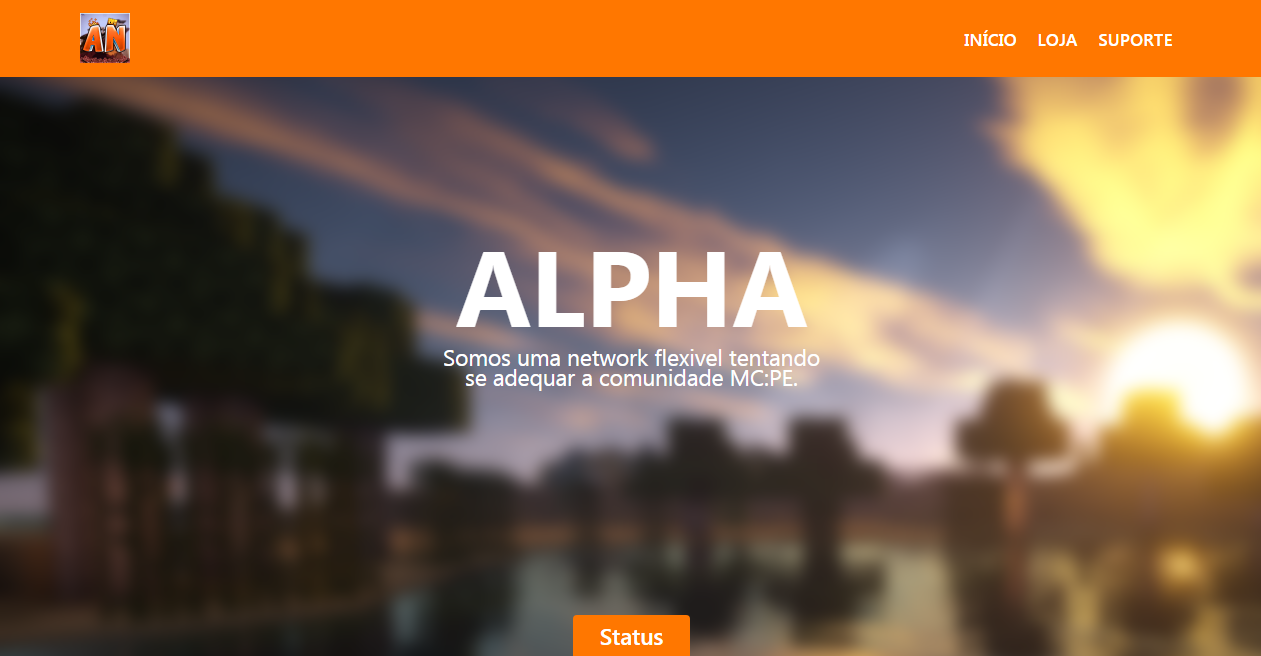 AN
INÍCIO LOJA SUPORTE
ALPHA
Somos uma network flexivel tentando
se adequar a comunidade MC:PE.
Status